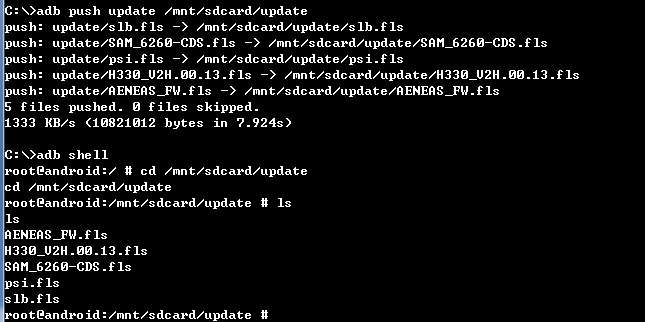 C:\>adb push update /mnt/sdcard/update
push: update/slb.fls -> /mnt/sdcard/update/slb.fls
push: update/SAM_6260-CDS.fls -> /mnt/sdcard/update/SAM_6260-CDS.fls
push: update/psi.fls -> /mnt/sdcard/update/psi.fls
push: update/H330_V2H.00.13.fls -> /mnt/sdcard/update/H330_V2H.00.13.fls
push: update/AENEAS_FW.fls -> /mnt/sdcard/update/AENEAS_FW.fls
5 files pushed. 0 files skipped.
1333 KB/s (10821012 bytes in 7.924s)
C:\>adb shell
root@android:/ # cd /mnt/sdcard/update
cd /mnt/sdcard/update
root@android:/mnt/sdcard/update # ls
ls
AENEAS_FW.fls
H330_V2H.00.13.fls
SAM_6260-CDS.fls
psi.fls
slb.fls
root@android:/mnt/sdcard/update #